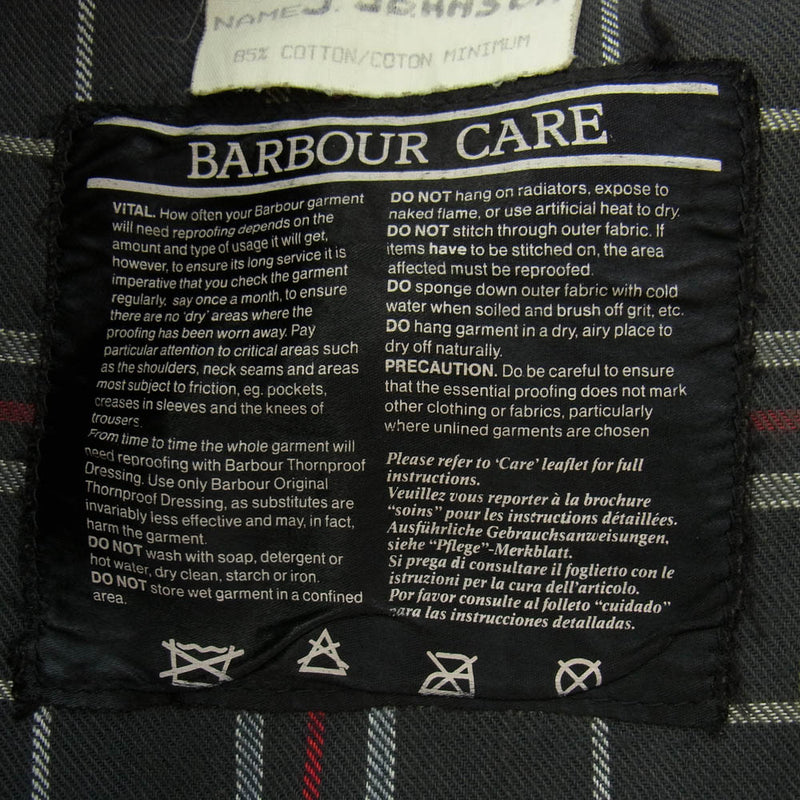 NAME J. JOHNSON
85% COTTON/COTON MINIMUM
BARBOUR CARE
VITAL. How often your Barbour garment
will need reproofing depends on the
amount and type of usage it will get,
however, to ensure its long service it is
imperative that you check the garment
regularly, say once a month, to ensure
there are no 'dry' areas where the
proofing has been worn away. Pay
particular attention to critical areas such
as the shoulders, neck seams and areas
most subject to friction, eg. pockets,
creases in sleeves and the knees of
trousers.
From time to time the whole garment will
need reproofing with Barbour Thornproof
Dressing. Use only Barbour Original
Thornproof Dressing, as substitutes are
invariably less effective and may, in fact,
harm the garment.
DO NOT wash with soap, detergent or
hot water, dry clean, starch or iron.
DO NOT store wet garment in a confined
area.
DO NOT hang on radiators, expose to
naked flame, or use artificial heat to dry.
DO NOT stitch through outer fabric. If
items have to be stitched on, the area
affected must be reproofed.
DO sponge down outer fabric with cold
water when soiled and brush off grit, etc.
DO hang garment in a dry, airy place to
dry off naturally.
PRECAUTION. Do be careful to ensure
that the essential proofing does not mark
other clothing or fabrics, particularly
where unlined garments are chosen
Please refer to 'Care' leaflet for full
instructions.
Veuillez vous reporter à la brochure
"soins" pour les instructions détaillées.
Ausführliche Gebrauchsanweisungen,
siehe "Pflege"-Merkblatt.
Si prega di consultare il foglietto con le
istruzioni per la cura dell'articolo.
Por favor consulte al folleto "cuidado"
para las instrucciones detalladas.